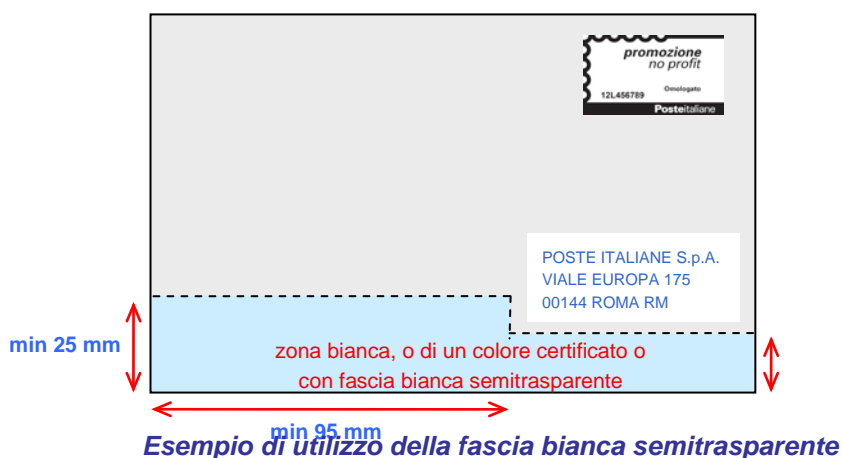 promozione
no profit
Omologato
12L456789
Posteitaliane
POSTE ITALIANE S.p.A.
VIALE EUROPA 175
00144 ROMA RM
min 25 mm
zona bianca, o di un colore certificato o
con fascia bianca semitrasparente
min 95 mm
Esempio di utilizzo della fascia bianca semitrasparente